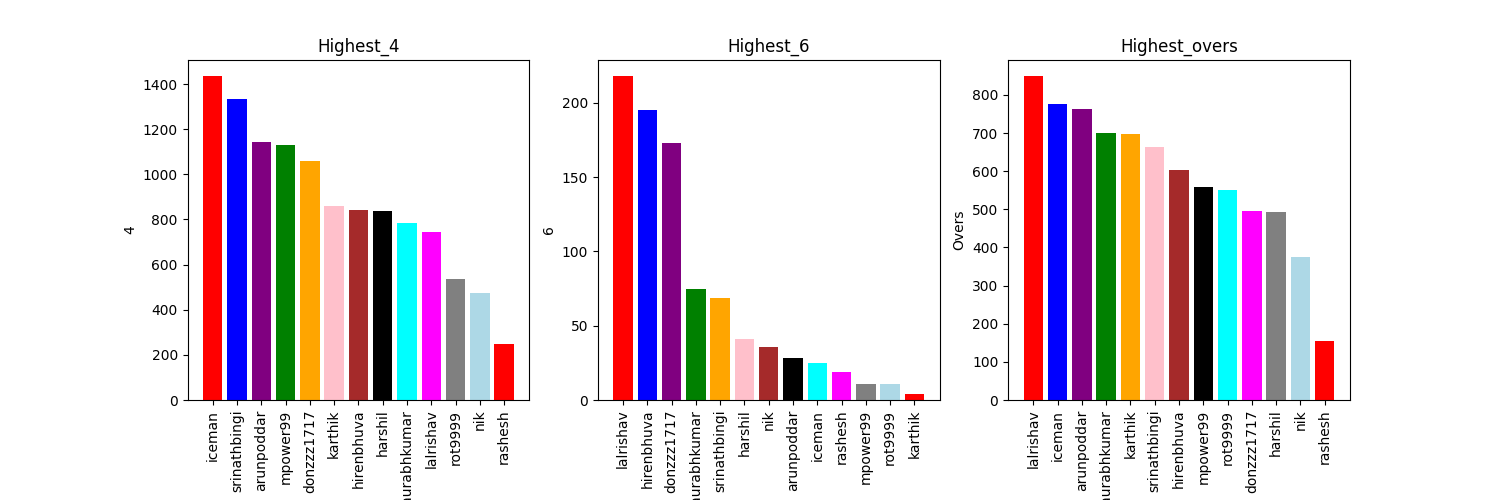 Highest_4
1400
1200
1000
800
600
400
200
0
4
iceman
srinathbingi
arunpoddar
mpower99
donzzz1717
karthik
hirenbhuva
harshil
urabhkumar
lalrishav
rot9999
nik
rashesh
Highest_6
200
150
100
50
0
6
lalrishav
hirenbhuva
donzzz1717
urabhkumar
srinathbingi
harshil
nik
arunpoddar
iceman
rashesh
mpower99
rot9999
karthik
Highest_overs
800
700
600
500
400
300
200
100
0
Overs
lalrishav
iceman
arunpoddar
urabhkumar
karthik
srinathbingi
hirenbhuva
mpower99
rot9999
donzzz1717
harshil
nik
rashesh